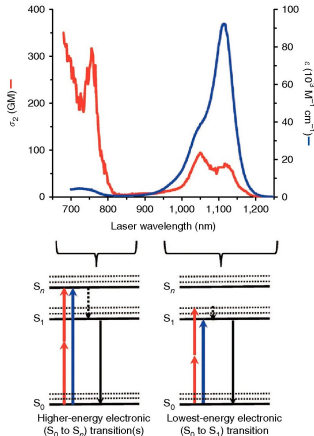 400
300
200
100
0
σ2 (GM)
100
80
60
40
20
0
ε (10³ M⁻¹ cm⁻¹)
700 800 900 1,000 1,100 1,200
Laser wavelength (nm)
Sn
S1
S0
Sn
S1
S0
Higher-energy electronic
(S0 to Sn) transition(s)
Lowest-energy electronic
(S0 to S1) transition